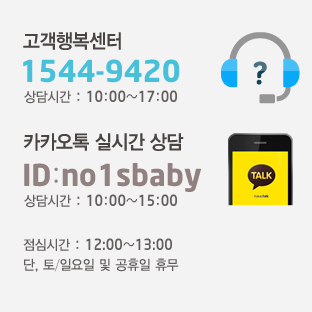 고객행복센터
1544-9420
상담시간 : 10:00~17:00
?
카카오톡 실시간 상담
ID:no1sbaby
상담시간 : 10:00~15:00
TALK
점심시간 : 12:00~13:00
단, 토/일요일 및 공휴일 휴무